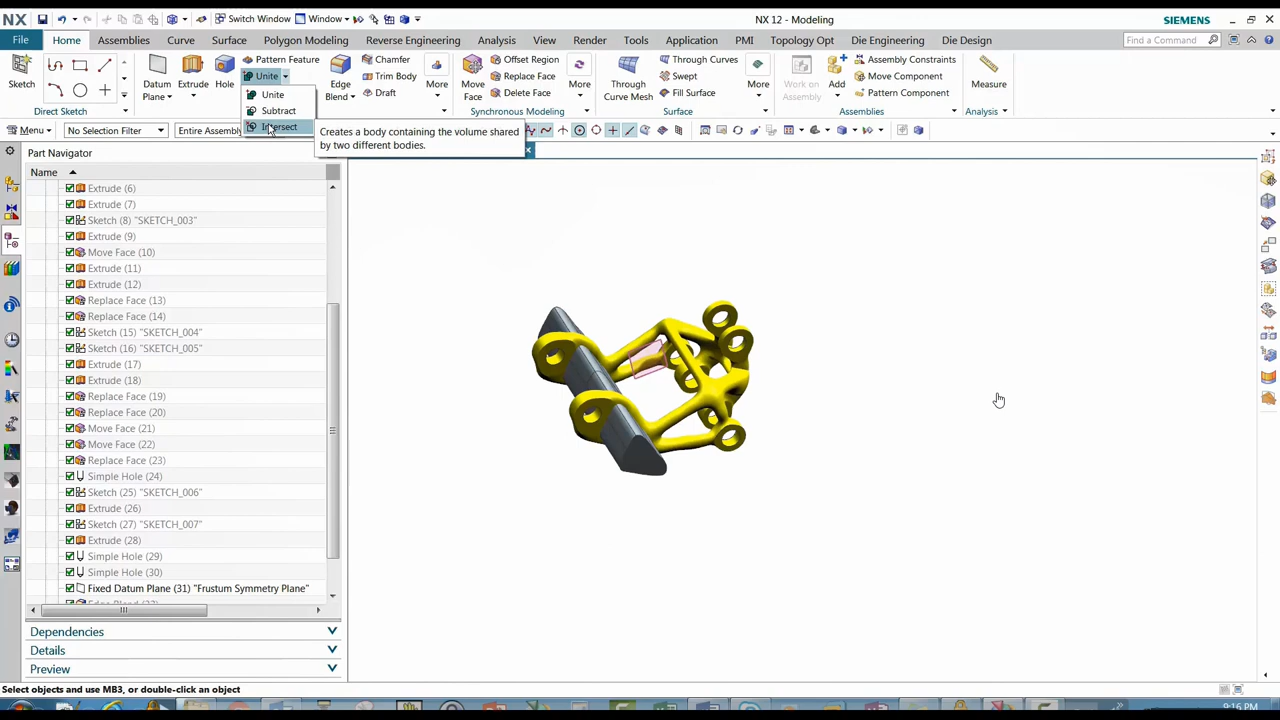 NX
Switch Window
Window
NX 12 - Modeling
SIEMENS
File
Home
Assemblies
Curve
Surface
Polygon Modeling
Reverse Engineering
Analysis
View
Render
Tools
Application
PMI
Topology Opt
Die Engineering
Die Design
Find a Command
Sketch
Direct Sketch
Datum
Plane
Extrude
Hole
Pattern Feature
Unite
Unite
Subtract
Intersect
Creates a body containing the volume shared
by two different bodies.
Edge
Blend
Chamfer
Trim Body
Draft
More
Move
Face
Offset Region
Replace Face
Delete Face
More
Synchronous Modeling
Through
Curve Mesh
Through Curves
Swept
Face Blend
More
Surface
Work on
Assembly
Add
Assembly Constraints
Move Component
Pattern Component
Assemblies
Measure
Menu
No Selection Filter
Entire Assembly
Part Navigator
Name
Extrude (6)
Extrude (7)
Sketch (8) "SKETCH_003"
Extrude (9)
Move Face (10)
Extrude (11)
Extrude (12)
Replace Face (13)
Replace Face (14)
Sketch (15) "SKETCH_004"
Sketch (16) "SKETCH_005"
Extrude (17)
Extrude (18)
Replace Face (19)
Replace Face (20)
Move Face (21)
Move Face (22)
Replace Face (23)
Simple Hole (24)
Sketch (25) "SKETCH_006"
Extrude (26)
Sketch (27) "SKETCH_007"
Extrude (28)
Simple Hole (29)
Simple Hole (30)
Fixed Datum Plane (31) "Frustum Symmetry Plane"
Dependencies
Details
Preview
Select objects and use MB3, or double-click an object
9:16 PM